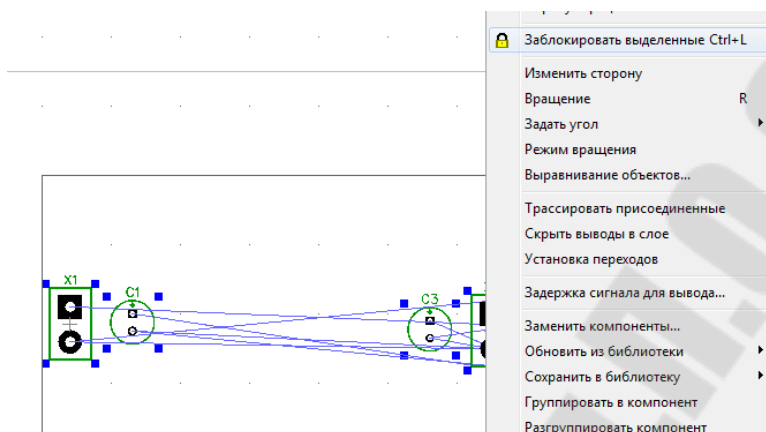 Заблокировать выделенные Ctrl+L
Изменить сторону
Вращение R
Задать угол
Режим вращения
Выравнивание объектов...
Трассировать присоединенные
Скрыть выводы в слое
Установка переходов
Задержка сигнала для вывода...
Заменить компоненты...
Обновить из библиотеки
Сохранить в библиотеку
Группировать в компонент
Разгруппировать компонент
X1
C1
C3